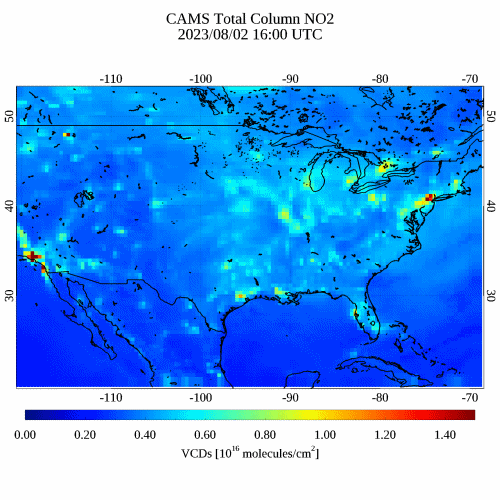 CAMS Total Column NO2
2023/08/02 16:00 UTC
-110 -100 -90 -80 -70
50 50
40 40
30 30
-110 -100 -90 -80 -70
0.00 0.20 0.40 0.60 0.80 1.00 1.20 1.40
VCDs [10¹⁶ molecules/cm²]